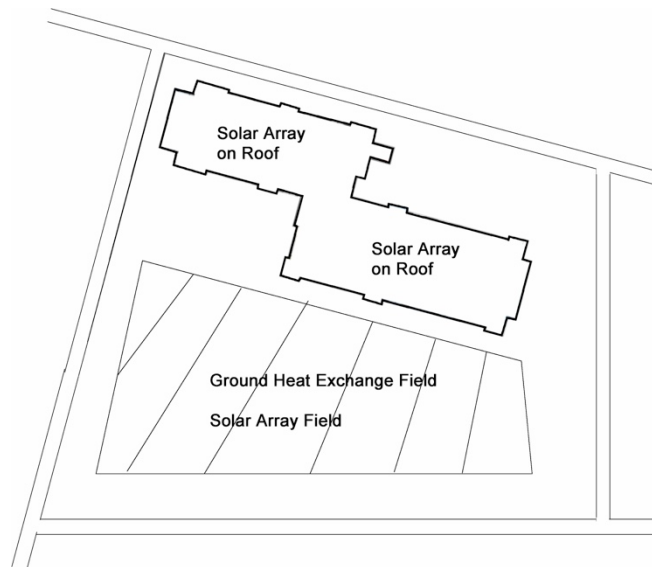 Solar Array
on Roof
Solar Array
on Roof
Ground Heat Exchange Field
Solar Array Field